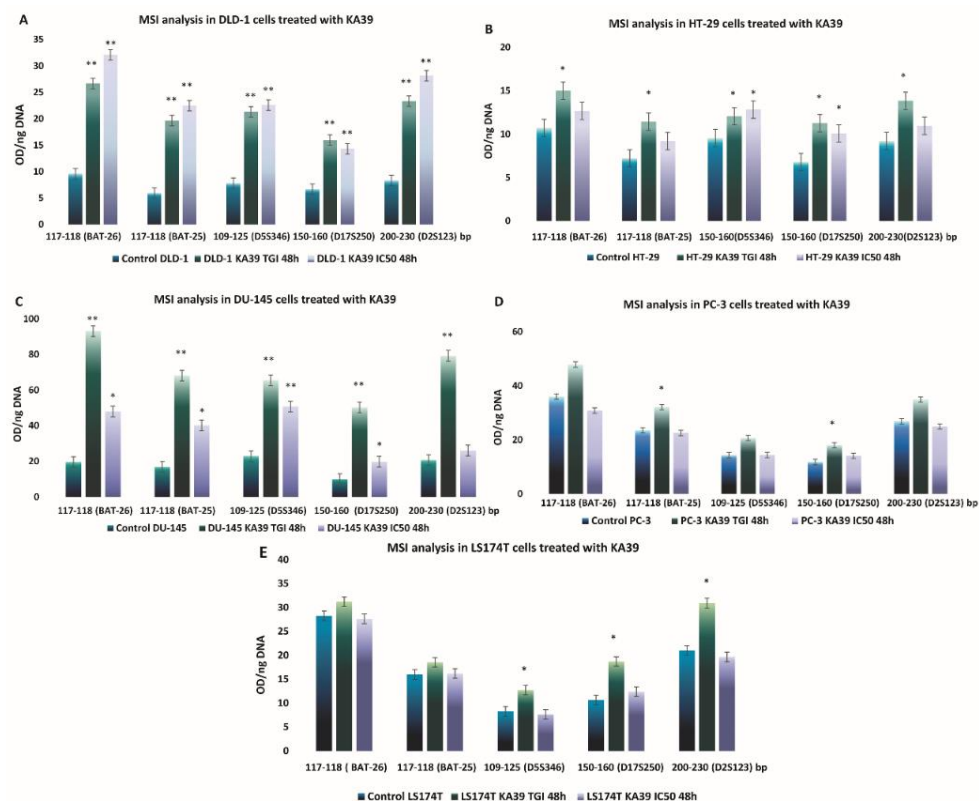 A
MSI analysis in DLD-1 cells treated with KA39
OD/ng DNA
35
30
25
20
15
10
5
0
** ** ** ** ** ** ** ** ** **
117-118 (BAT-26) 117-118 (BAT-25) 109-125 (D5S346) 150-160 (D17S250) 200-230 (D2S123) bp
Control DLD-1 DLD-1 KA39 TGI 48h DLD-1 KA39 IC50 48h
B
MSI analysis in HT-29 cells treated with KA39
OD/ng DNA
20
15
10
5
0
* * * * * * *
117-118 (BAT-26) 117-118 (BAT-25) 150-160(D5S346) 150-160 (D17S250) 200-230(D2S123) bp
Control HT-29 HT-29 KA39 TGI 48h HT-29 KA39 IC50 48h
C
MSI analysis in DU-145 cells treated with KA39
OD/ng DNA
100
80
60
40
20
0
** * ** * ** ** ** * **
117-118 (BAT-26) 117-118 (BAT-25) 109-125 (D5S346) 150-160 (D17S250) 200-230 (D2S123) bp
Control DU-145 DU-145 KA39 TGI 48h DU-145 KA39 IC50 48h
D
MSI analysis in PC-3 cells treated with KA39
OD/ng DNA
60
40
20
0
* *
117-118 (BAT-26) 117-118 (BAT-25) 109-125 (D5S346) 150-160 (D17S250) 200-230 (D2S123) bp
Control PC-3 PC-3 KA39 TGI 48h PC-3 KA39 IC50 48h
E
MSI analysis in LS174T cells treated with KA39
OD/ng DNA
35
30
25
20
15
10
5
0
* * *
117-118 ( BAT-26) 117-118 (BAT-25) 109-125 (D5S346) 150-160 (D17S250) 200-230 (D2S123) bp
Control LS174T LS174T KA39 TGI 48h LS174T KA39 IC50 48h